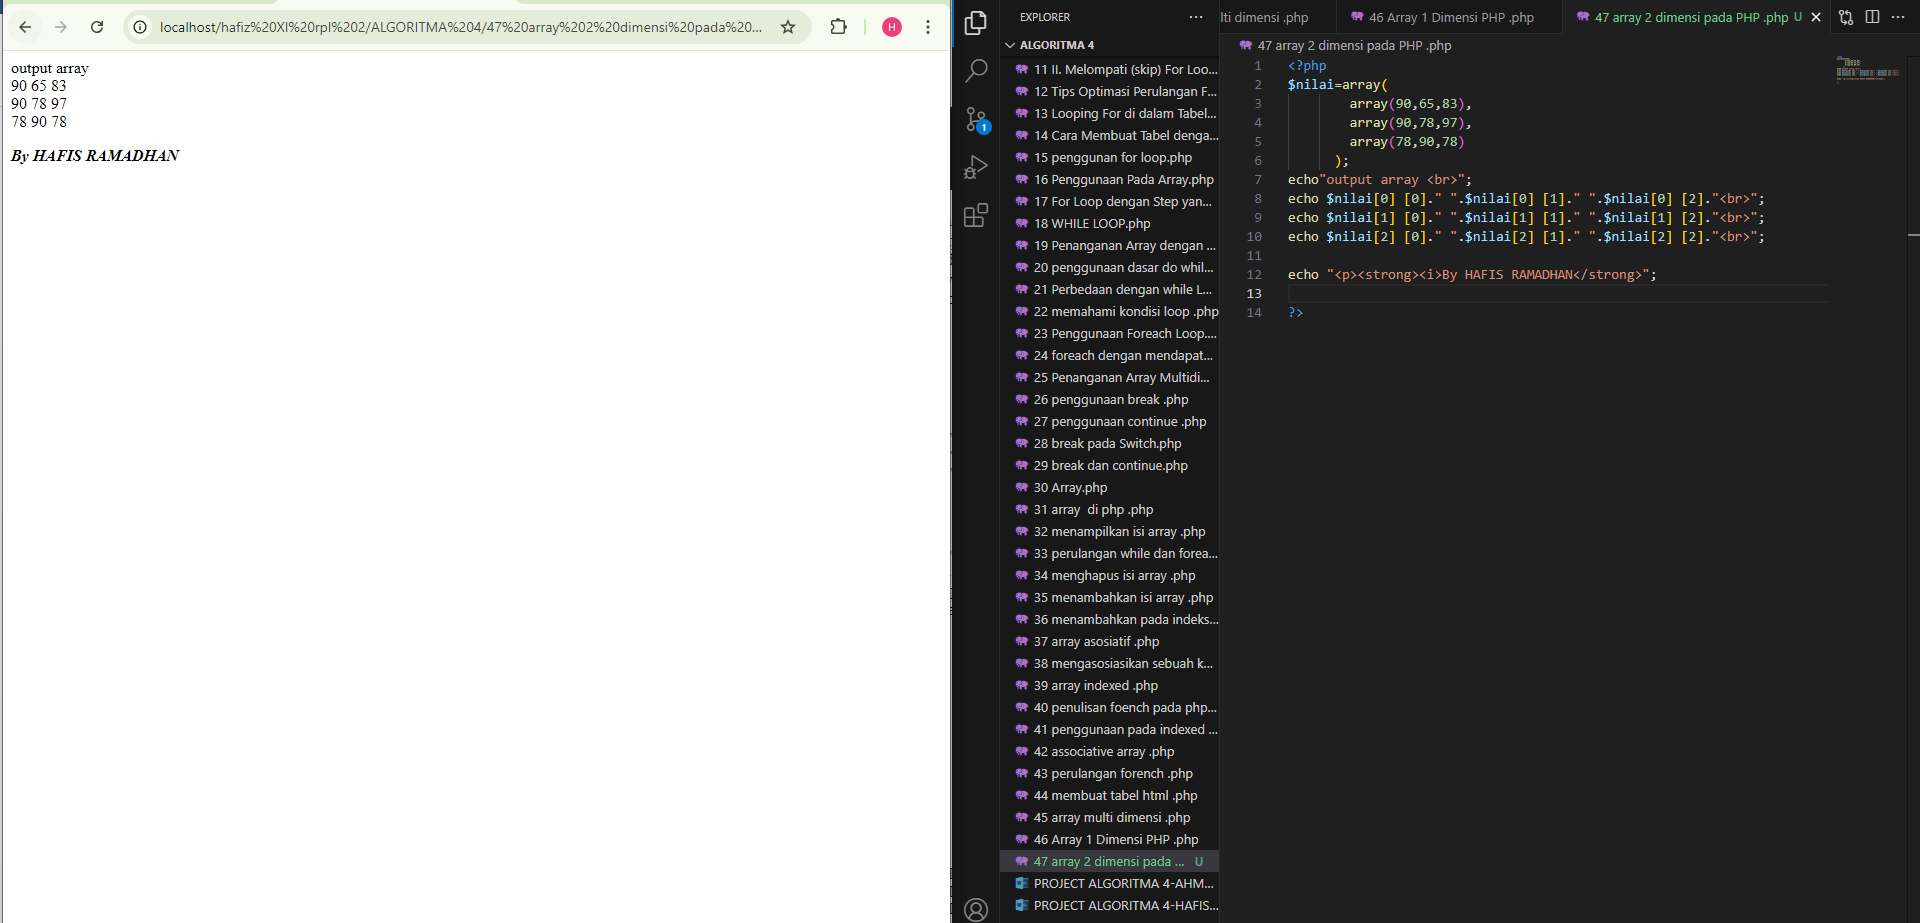 localhost/hafiz%20XI%20rpl%202/ALGORITMA%204/47%20array%202%20dimensi%20pada%20...
H
output array
90 65 83
90 78 97
78 90 78
By HAFIS RAMADHAN
1
EXPLORER
ALGORITMA 4
11 II. Melompati (skip) For Loo...
12 Tips Optimasi Perulangan F...
13 Looping For di dalam Tabel...
14 Cara Membuat Tabel denga...
15 penggunan for loop.php
16 Penggunaan Pada Array.php
17 For Loop dengan Step yan...
18 WHILE LOOP.php
19 Penanganan Array dengan ...
20 penggunaan dasar do whil...
21 Perbedaan dengan while L...
22 memahami kondisi loop .php
23 Penggunaan Foreach Loop....
24 foreach dengan mendapat...
25 Penanganan Array Multidi...
26 penggunaan break .php
27 penggunaan continue .php
28 break pada Switch.php
29 break dan continue.php
30 Array.php
31 array  di php .php
32 menampilkan isi array .php
33 perulangan while dan forea...
34 menghapus isi array .php
35 menambahkan isi array .php
36 menambahkan pada indeks...
37 array asosiatif .php
38 mengasosiasikan sebuah k...
39 array indexed .php
40 penulisan foench pada php...
41 penggunaan pada indexed ...
42 associative array .php
43 perulangan forench .php
44 membuat tabel html .php
45 array multi dimensi .php
46 Array 1 Dimensi PHP .php
47 array 2 dimensi pada ... U
PROJECT ALGORITMA 4-AHM...
PROJECT ALGORITMA 4-HAFIS...
lti dimensi .php
46 Array 1 Dimensi PHP .php
47 array 2 dimensi pada PHP .php U
47 array 2 dimensi pada PHP .php
1 <?php
2 $nilai=array(
3 array(90,65,83),
4 array(90,78,97),
5 array(78,90,78)
6 );
7 echo"output array <br>";
8 echo $nilai[0] [0]." ".$nilai[0] [1]." ".$nilai[0] [2]."<br>";
9 echo $nilai[1] [0]." ".$nilai[1] [1]." ".$nilai[1] [2]."<br>";
10 echo $nilai[2] [0]." ".$nilai[2] [1]." ".$nilai[2] [2]."<br>";
11
12 echo "<p><strong><i>By HAFIS RAMADHAN</strong>";
13
14 ?>